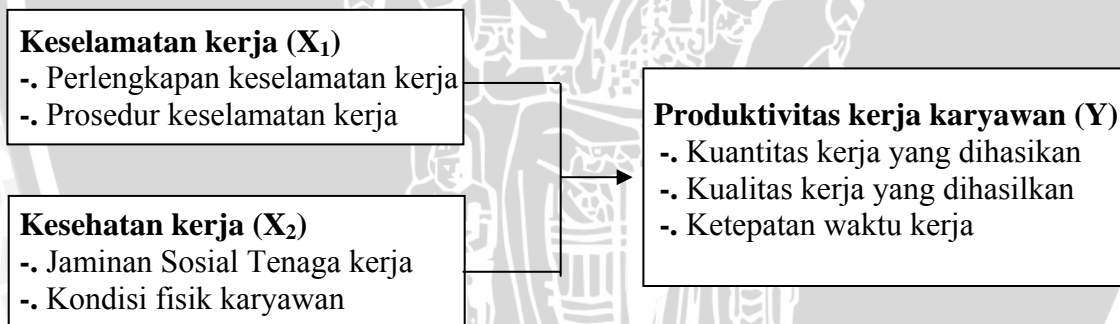 Keselamatan kerja (X₁)
-. Perlengkapan keselamatan kerja
-. Prosedur keselamatan kerja
Kesehatan kerja (X₂)
-. Jaminan Sosial Tenaga kerja
-. Kondisi fisik karyawan
Produktivitas kerja karyawan (Y)
-. Kuantitas kerja yang dihasikan
-. Kualitas kerja yang dihasilkan
-. Ketepatan waktu kerja